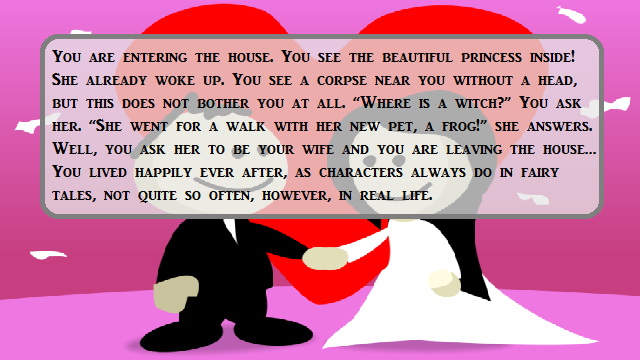 You are entering the house. You see the beautiful princess inside!
She already woke up. You see a corpse near you without a head,
but this does not bother you at all. “Where is a witch?” You ask
her. “She went for a walk with her new pet, a frog!” she answers.
Well, you ask her to be your wife and you are leaving the house...
You lived happily ever after, as characters always do in fairy
tales, not quite so often, however, in real life.